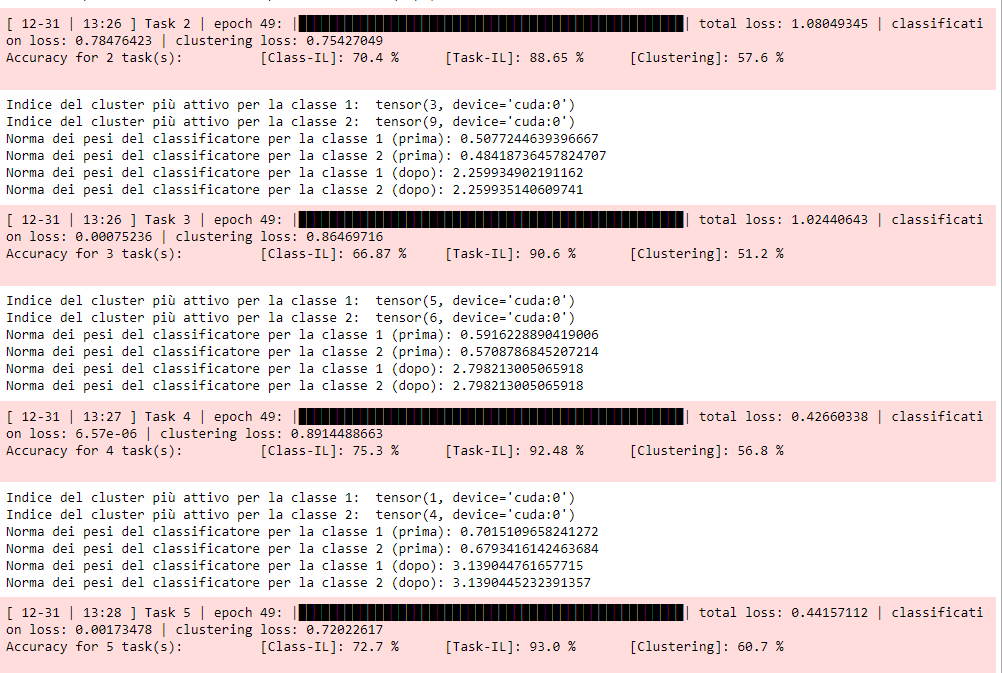 [ 12-31 | 13:26 ] Task 2 | epoch 49: || total loss: 1.08049345 | classificati
on loss: 0.78476423 | clustering loss: 0.75427049
Accuracy for 2 task(s): [Class-IL]: 70.4 % [Task-IL]: 88.65 % [Clustering]: 57.6 %
Indice del cluster più attivo per la classe 1: tensor(3, device='cuda:0')
Indice del cluster più attivo per la classe 2: tensor(9, device='cuda:0')
Norma dei pesi del classificatore per la classe 1 (prima): 0.5077244639396667
Norma dei pesi del classificatore per la classe 2 (prima): 0.48418736457824707
Norma dei pesi del classificatore per la classe 1 (dopo): 2.259934902191162
Norma dei pesi del classificatore per la classe 2 (dopo): 2.259935140609741
[ 12-31 | 13:26 ] Task 3 | epoch 49: || total loss: 1.02440643 | classificati
on loss: 0.00075236 | clustering loss: 0.86469716
Accuracy for 3 task(s): [Class-IL]: 66.87 % [Task-IL]: 90.6 % [Clustering]: 51.2 %
Indice del cluster più attivo per la classe 1: tensor(5, device='cuda:0')
Indice del cluster più attivo per la classe 2: tensor(6, device='cuda:0')
Norma dei pesi del classificatore per la classe 1 (prima): 0.5916228890419006
Norma dei pesi del classificatore per la classe 2 (prima): 0.5708786845207214
Norma dei pesi del classificatore per la classe 1 (dopo): 2.798213005065918
Norma dei pesi del classificatore per la classe 2 (dopo): 2.798213005065918
[ 12-31 | 13:27 ] Task 4 | epoch 49: || total loss: 0.42660338 | classificati
on loss: 6.57e-06 | clustering loss: 0.8914488663
Accuracy for 4 task(s): [Class-IL]: 75.3 % [Task-IL]: 92.48 % [Clustering]: 56.8 %
Indice del cluster più attivo per la classe 1: tensor(1, device='cuda:0')
Indice del cluster più attivo per la classe 2: tensor(4, device='cuda:0')
Norma dei pesi del classificatore per la classe 1 (prima): 0.7015109658241272
Norma dei pesi del classificatore per la classe 2 (prima): 0.6793416142463684
Norma dei pesi del classificatore per la classe 1 (dopo): 3.139044761657715
Norma dei pesi del classificatore per la classe 2 (dopo): 3.1390445232391357
[ 12-31 | 13:28 ] Task 5 | epoch 49: || total loss: 0.44157112 | classificati
on loss: 0.00173478 | clustering loss: 0.72022617
Accuracy for 5 task(s): [Class-IL]: 72.7 % [Task-IL]: 93.0 % [Clustering]: 60.7 %